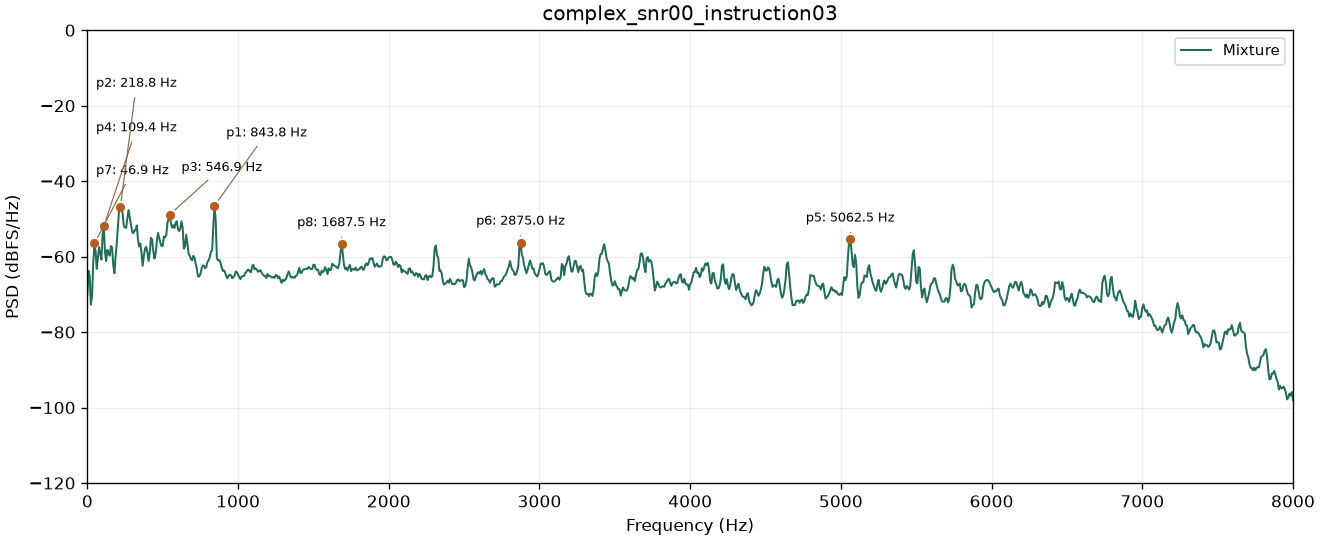 complex_snr00_instruction03
Mixture
p2: 218.8 Hz
p4: 109.4 Hz
p1: 843.8 Hz
p7: 46.9 Hz
p3: 546.9 Hz
p8: 1687.5 Hz
p6: 2875.0 Hz
p5: 5062.5 Hz
PSD (dBFS/Hz)
0
−20
−40
−60
−80
−100
−120
0 1000 2000 3000 4000 5000 6000 7000 8000
Frequency (Hz)